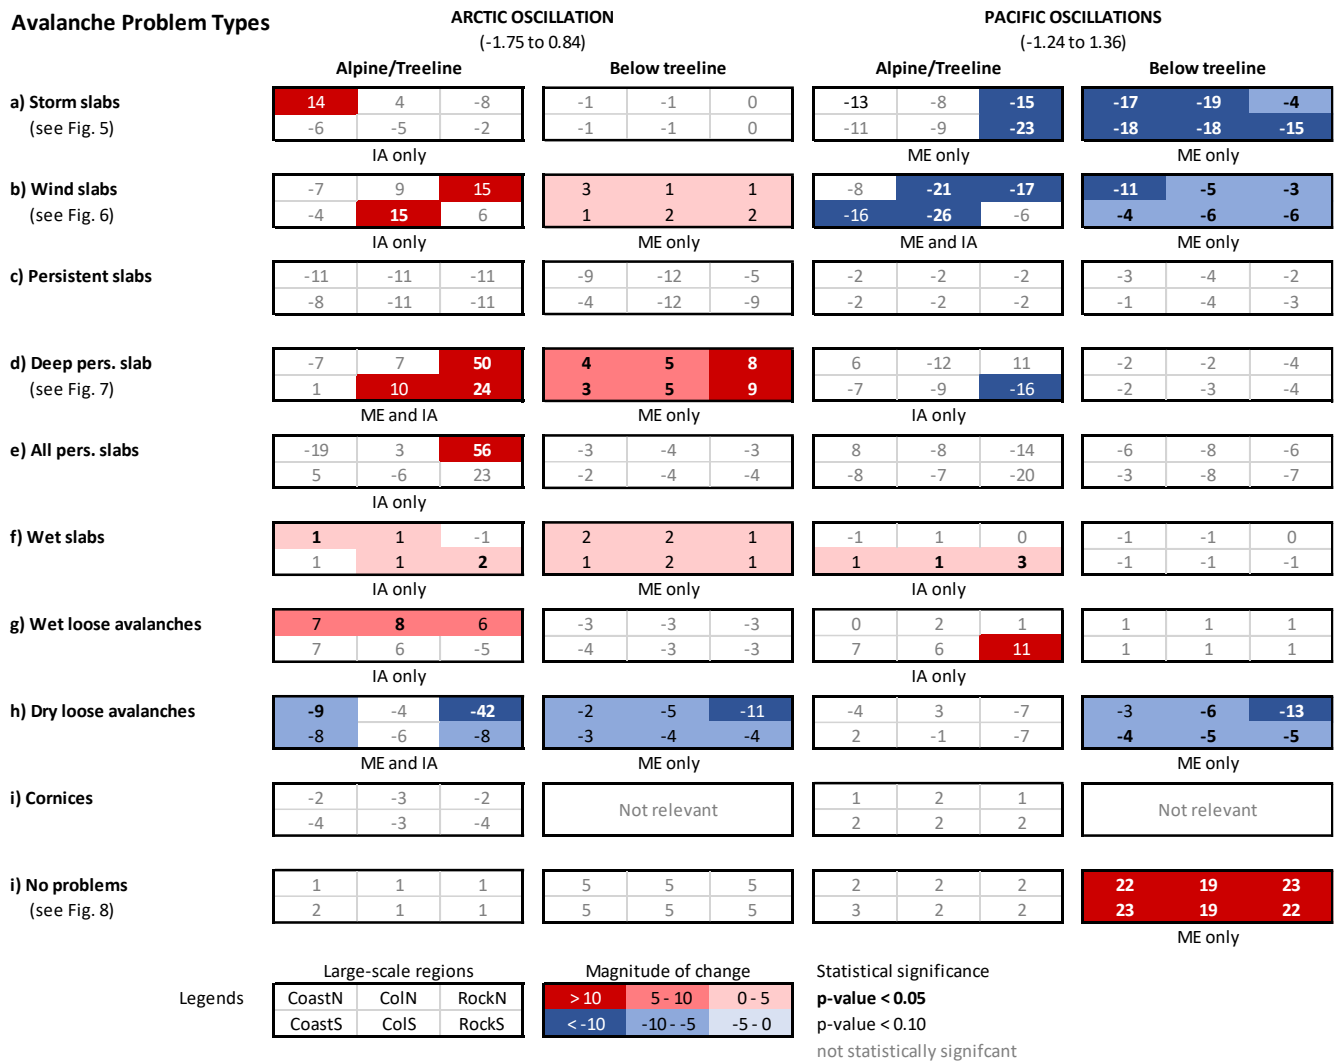 Avalanche Problem Types
ARCTIC OSCILLATION
(-1.75 to 0.84)
PACIFIC OSCILLATIONS
(-1.24 to 1.36)
Alpine/Treeline Below treeline Alpine/Treeline Below treeline
a) Storm slabs 14 4 -8 -1 -1 0 -13 -8 -15 -17 -19 -4
(see Fig. 5) -6 -5 -2 -1 -1 0 -11 -9 -23 -18 -18 -15
IA only ME only ME only
b) Wind slabs -7 9 15 3 1 1 -8 -21 -17 -11 -5 -3
(see Fig. 6) -4 15 6 1 2 2 -16 -26 -6 -4 -6 -6
IA only ME only ME and IA ME only
c) Persistent slabs -11 -11 -11 -9 -12 -5 -2 -2 -2 -3 -4 -2
-8 -11 -11 -4 -12 -9 -2 -2 -2 -1 -4 -3
d) Deep pers. slab -7 7 50 4 5 8 6 -12 11 -2 -2 -4
(see Fig. 7) 1 10 24 3 5 9 -7 -9 -16 -2 -3 -4
ME and IA ME only IA only
e) All pers. slabs -19 3 56 -3 -4 -3 8 -8 -14 -6 -8 -6
5 -6 23 -2 -4 -4 -8 -7 -20 -3 -8 -7
IA only
f) Wet slabs 1 1 -1 2 2 1 -1 1 0 -1 -1 0
1 1 2 1 2 1 1 1 3 -1 -1 -1
IA only ME only IA only
g) Wet loose avalanches 7 8 6 -3 -3 -3 0 2 1 1 1 1
7 6 -5 -4 -3 -3 7 6 11 1 1 1
IA only IA only
h) Dry loose avalanches -9 -4 -42 -2 -5 -11 -4 3 -7 -3 -6 -13
-8 -6 -8 -3 -4 -4 2 -1 -7 -4 -5 -5
ME and IA ME only ME only
i) Cornices -2 -3 -2 Not relevant 1 2 1 Not relevant
-4 -3 -4 2 2 2
i) No problems 1 1 1 5 5 5 2 2 2 22 19 23
(see Fig. 8) 2 1 1 5 5 5 3 2 2 23 19 22
ME only
Large-scale regions Magnitude of change Statistical significance
Legends CoastN ColN RockN > 10 5 - 10 0 - 5 p-value < 0.05
CoastS ColS RockS < -10 -10 - -5 -5 - 0 p-value < 0.10
not statistically signifcant